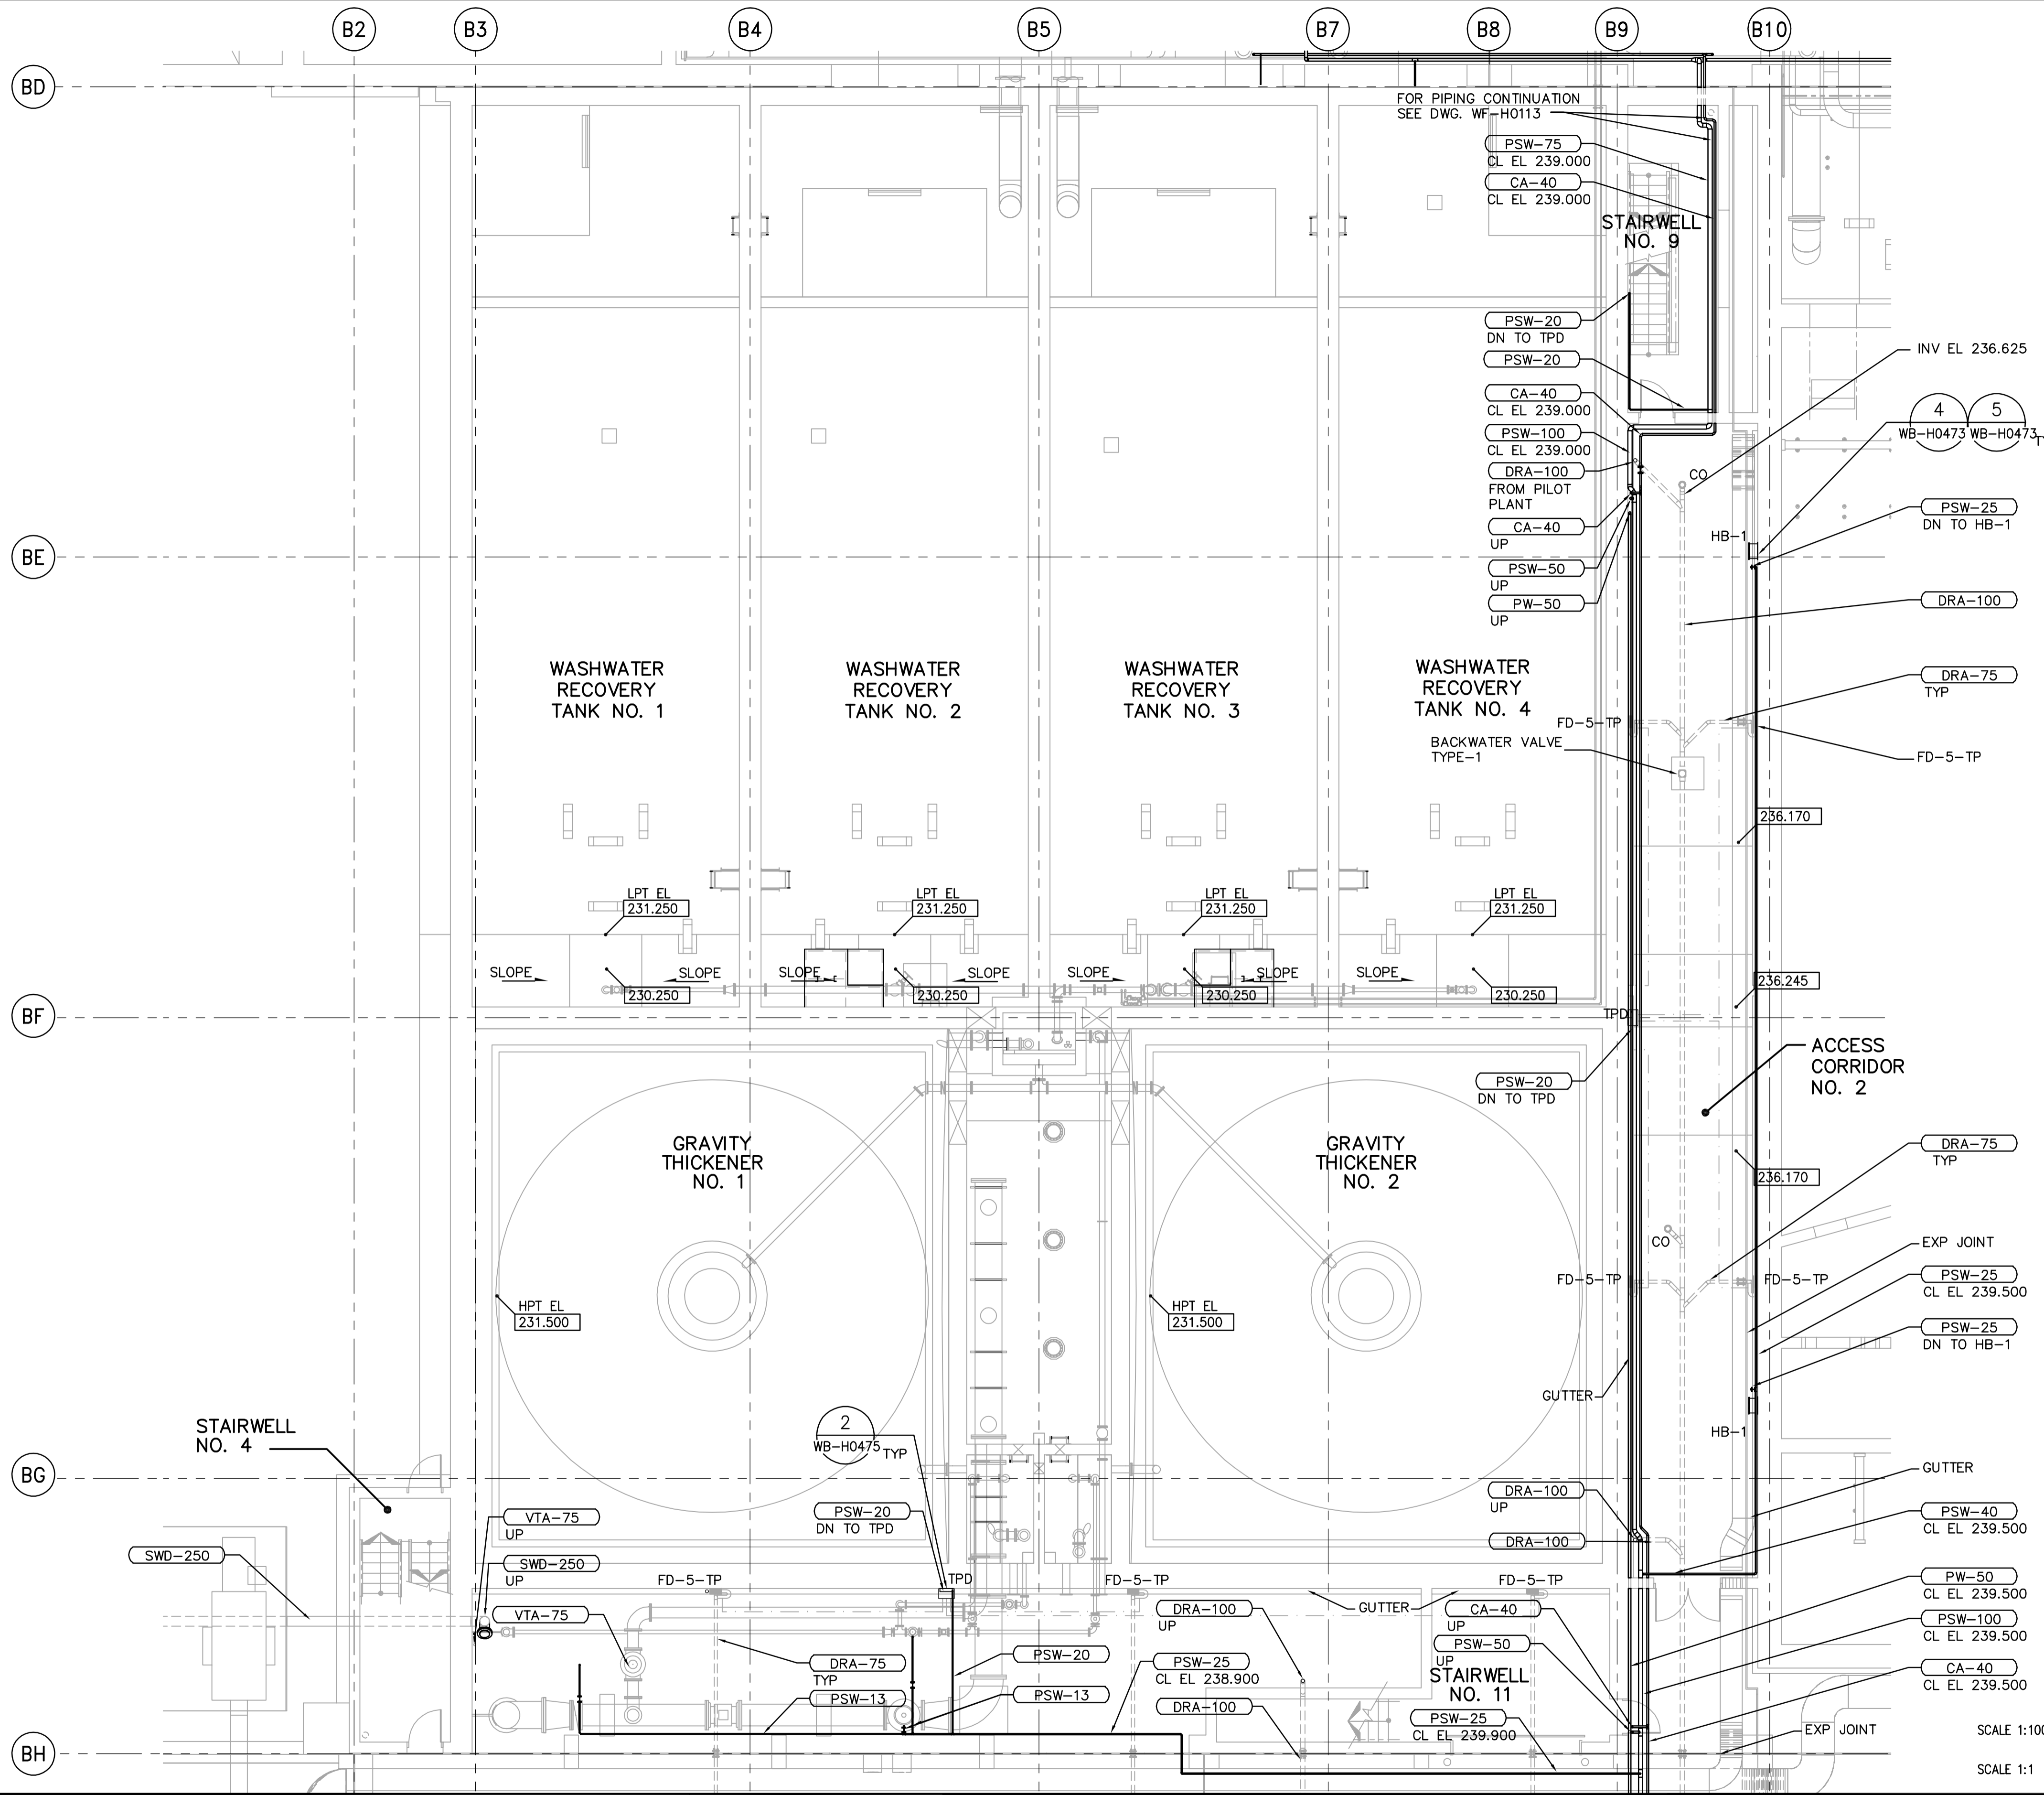 B2
B3
B4
B5
B7
B8
B9
B10
BD
FOR PIPING CONTINUATION
SEE DWG. WF-H0113
PSW-75
CL EL 239.000
CA-40
CL EL 239.000
STAIRWELL
NO. 9
PSW-20
DN TO TPD
PSW-20
CA-40
CL EL 239.000
PSW-100
CL EL 239.000
DRA-100
FROM PILOT
PLANT
CA-40
UP
PSW-50
UP
PW-50
UP
INV EL 236.625
4
WB-H0473
5
WB-H0473
CO
PSW-25
DN TO HB-1
HB-1
BE
DRA-100
DRA-75
TYP
FD-5-TP
FD-5-TP
BACKWATER VALVE
TYPE-1
WASHWATER
RECOVERY
TANK NO. 1
WASHWATER
RECOVERY
TANK NO. 2
WASHWATER
RECOVERY
TANK NO. 3
WASHWATER
RECOVERY
TANK NO. 4
236.170
LPT EL
231.250
LPT EL
231.250
LPT EL
231.250
LPT EL
231.250
SLOPE
SLOPE
SLOPE
SLOPE
SLOPE
SLOPE
SLOPE
230.250
230.250
230.250
230.250
236.245
BF
TPD
ACCESS
CORRIDOR
NO. 2
PSW-20
DN TO TPD
GRAVITY
THICKENER
NO. 1
GRAVITY
THICKENER
NO. 2
DRA-75
TYP
236.170
CO
EXP JOINT
FD-5-TP
FD-5-TP
PSW-25
CL EL 239.500
HPT EL
231.500
HPT EL
231.500
PSW-25
DN TO HB-1
GUTTER
HB-1
STAIRWELL
NO. 4
2
WB-H0475
TYP
BG
GUTTER
VTA-75
UP
PSW-20
DN TO TPD
DRA-100
UP
PSW-40
CL EL 239.500
DRA-100
SWD-250
SWD-250
UP
FD-5-TP
TPD
FD-5-TP
FD-5-TP
PW-50
CL EL 239.500
VTA-75
DRA-100
UP
GUTTER
CA-40
UP
PSW-100
CL EL 239.500
PSW-50
UP
DRA-75
TYP
PSW-20
PSW-25
CL EL 238.900
STAIRWELL
NO. 11
CA-40
CL EL 239.500
PSW-13
PSW-13
DRA-100
PSW-25
CL EL 239.900
EXP JOINT
SCALE 1:100
BH
SCALE 1:1